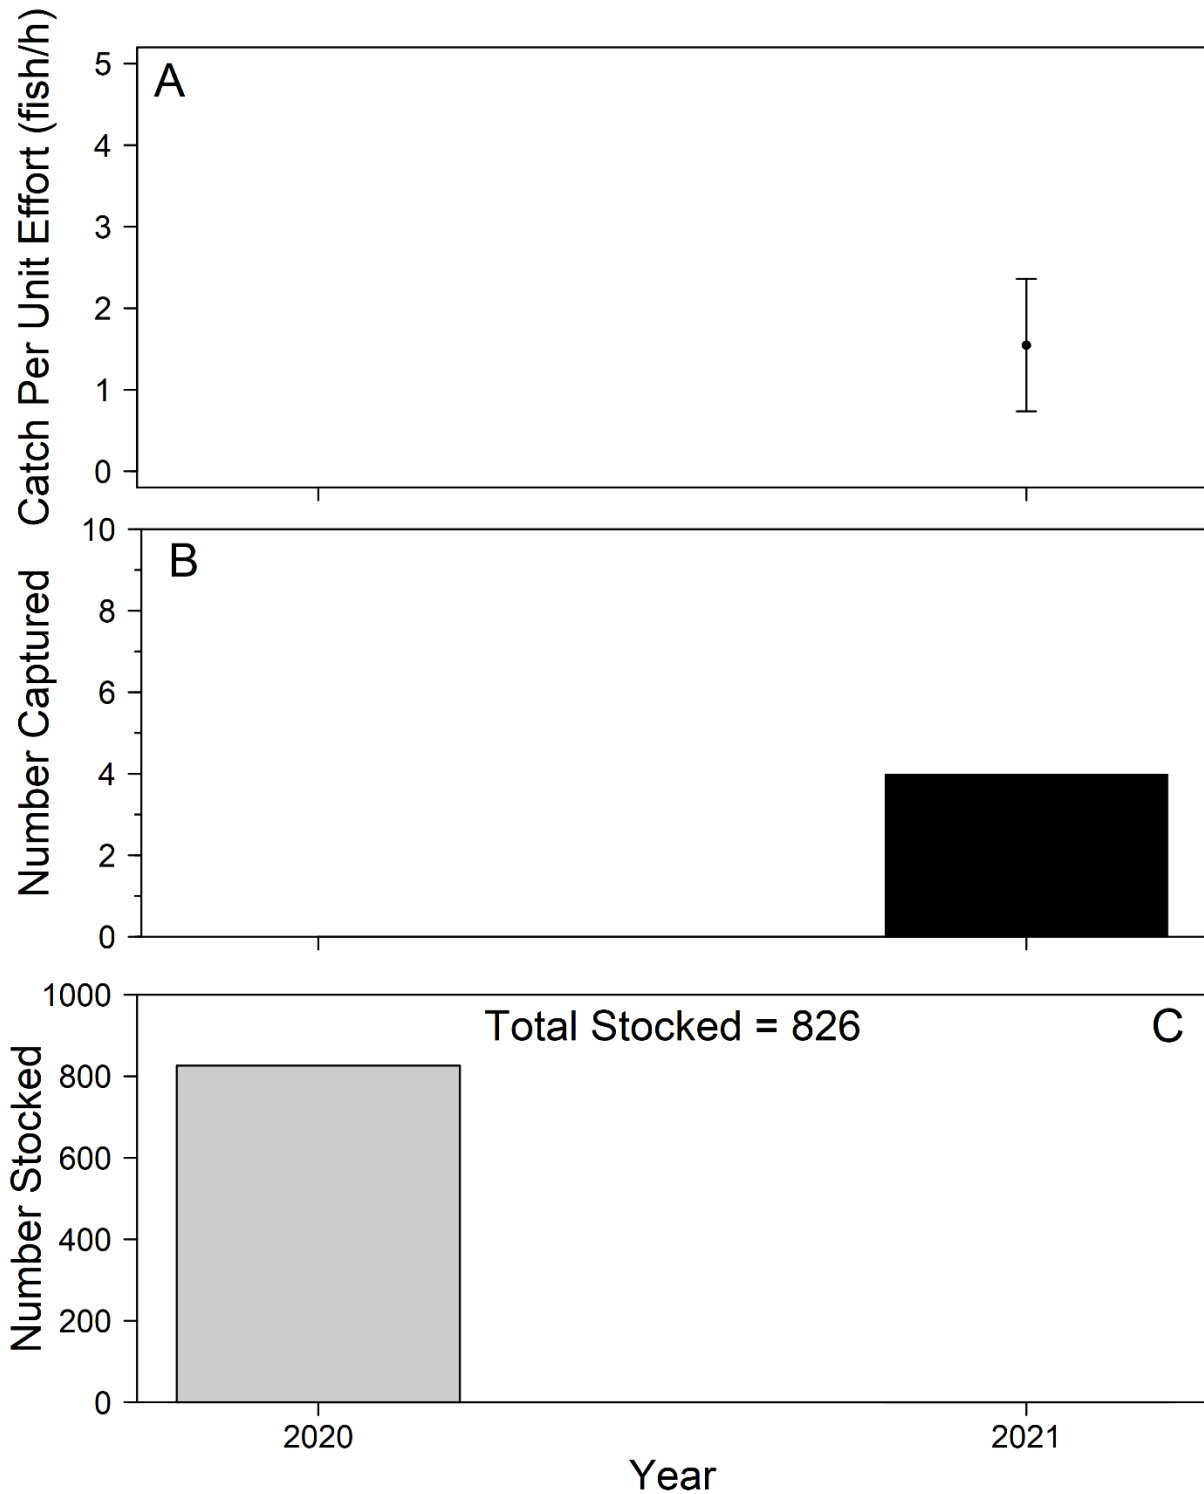 Catch Per Unit Effort (fish/h)
A
5
4
3
2
1
0
Number Captured
B
10
8
6
4
2
0
Number Stocked
Total Stocked = 826
C
1000
800
600
400
200
0
2020
2021
Year